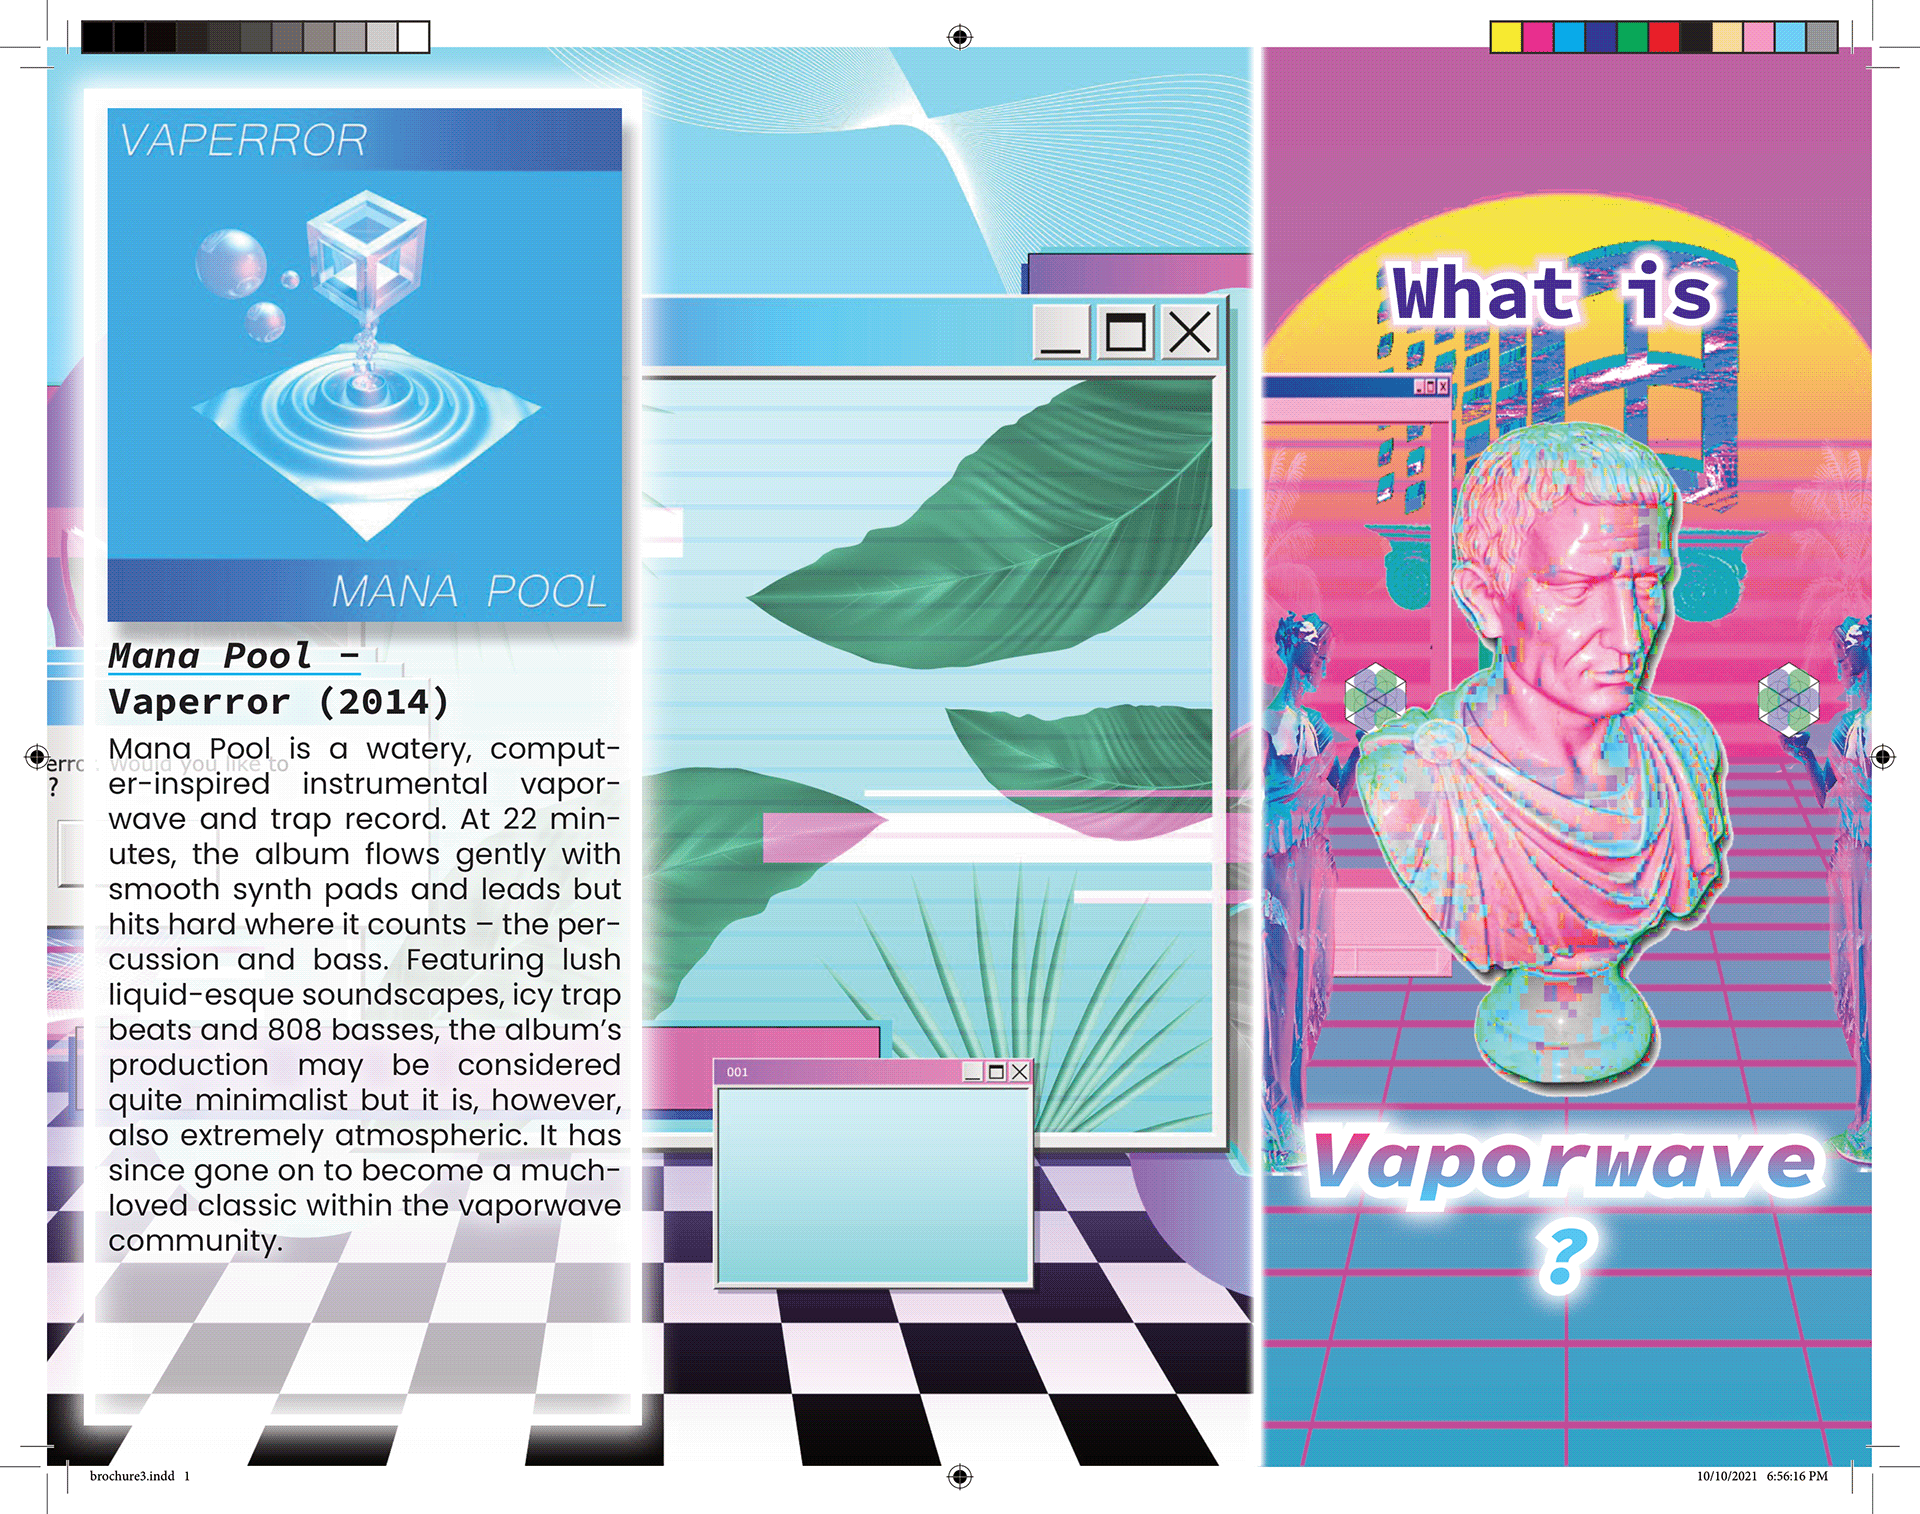 VAPERROR
MANA POOL
Mana Pool –
Vaperror (2014)
Mana Pool is a watery, comput-
er-inspired instrumental vapor-
wave and trap record. At 22 min-
utes, the album flows gently with
smooth synth pads and leads but
hits hard where it counts – the per-
cussion and bass. Featuring lush
liquid-esque soundscapes, icy trap
beats and 808 basses, the album’s
production may be considered
quite minimalist but it is, however,
also extremely atmospheric. It has
since gone on to become a much-
loved classic within the vaporwave
community.
erro. Would you like to
?
001
What is
Vaporwave
?
brochure3.indd 1
10/10/2021 6:56:16 PM